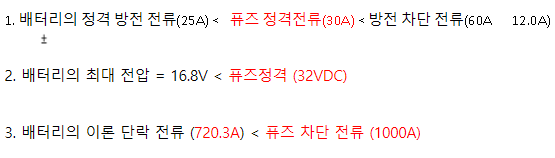 1. 배터리의 정격 방전 전류(25A) < 퓨즈 정격전류(30A) < 방전 차단 전류(60A 12.0A)
±
2. 배터리의 최대 전압 = 16.8V < 퓨즈정격 (32VDC)
3. 배터리의 이론 단락 전류 (720.3A) < 퓨즈 차단 전류 (1000A)